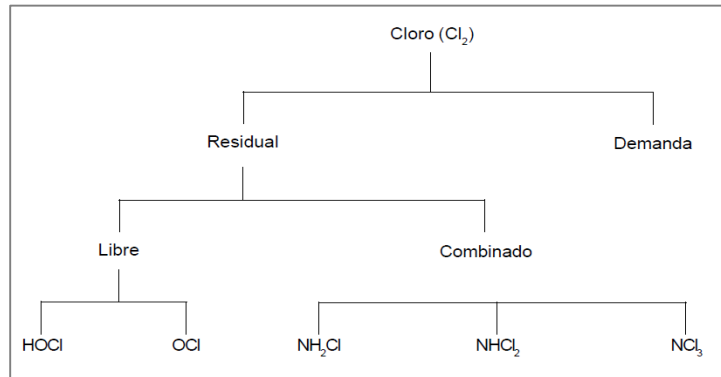 Cloro (Cl₂)
Residual
Demanda
Libre
Combinado
HOCl
OCl
NH₂Cl
NHCl₂
NCl₃